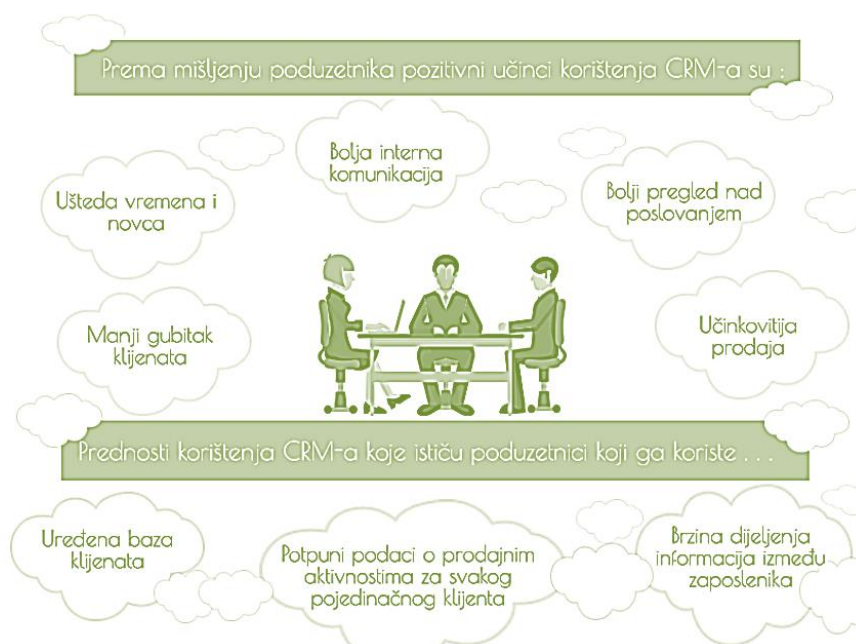 Prema mišljenju poduzetnika pozitivni učinci korištenja CRM-a su :
Bolja interna
komunikacija
Ušteda vremena i
novca
Bolji pregled nad
poslovanjem
Manji gubitak
klijenata
Učinkovitija
prodaja
Prednosti korištenja CRM-a koje ističu poduzetnici koji ga koriste . . .
Uređena baza
klijenata
Potpuni podaci o prodajnim
aktivnostima za svakog
pojedinačnog klijenta
Brzina dijeljenja
informacija između
zaposlenika